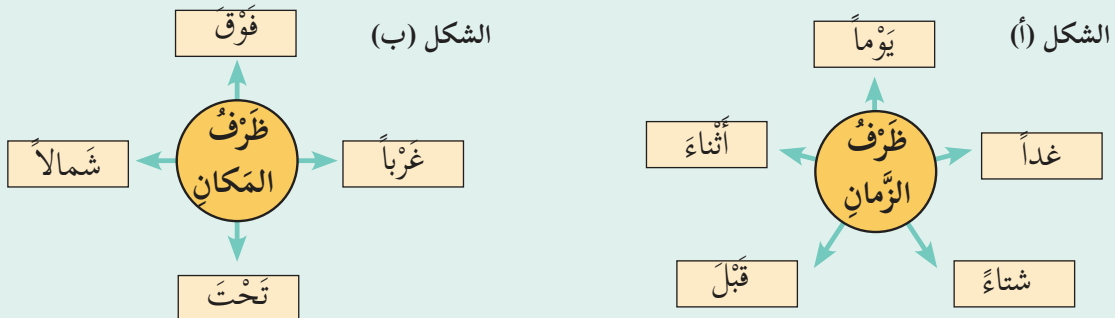 الشكل (أ)
يَوْماً
غداً
أَثْناءَ
ظَرْفُ
الزَّمانِ
شتاءً
قَبْلَ
الشكل (ب)
فَوْقَ
ظَرْفُ
المَكانِ
غَرْباً
شَمالاً
تَحْتَ